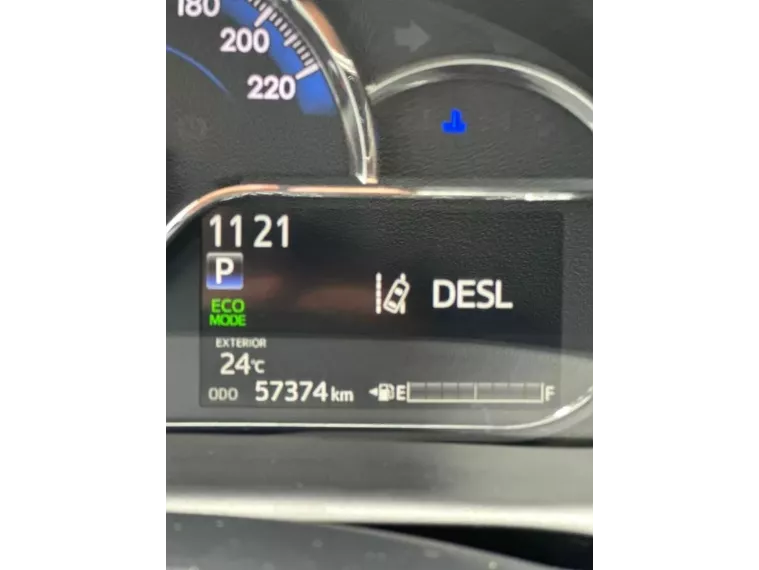 180
200
220
11 21
P
DESL
ECO
MODE
EXTERIOR
24°C
ODO 57374 km E F